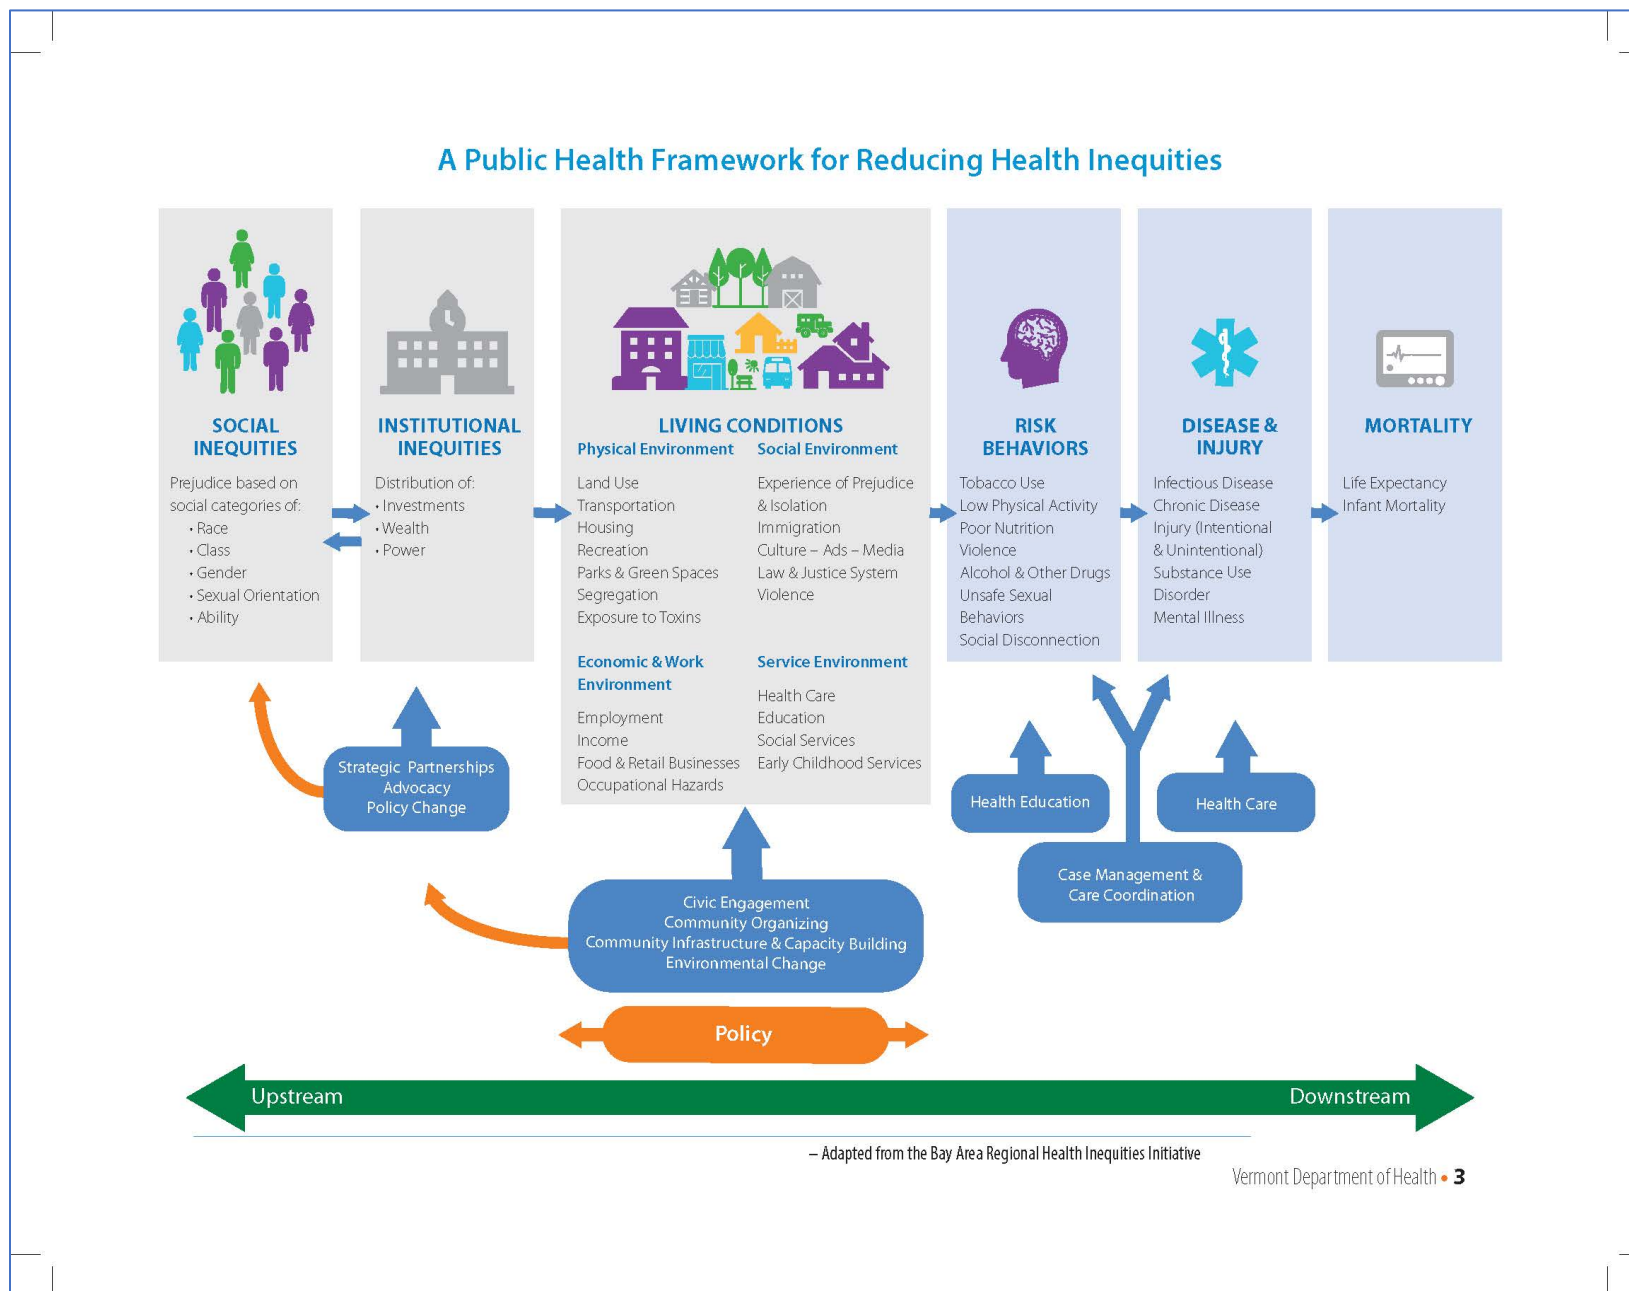 A Public Health Framework for Reducing Health Inequities
SOCIAL
INEQUITIES
Prejudice based on
social categories of:
• Race
• Class
• Gender
• Sexual Orientation
• Ability
INSTITUTIONAL
INEQUITIES
Distribution of:
• Investments
• Wealth
• Power
LIVING CONDITIONS
Physical Environment
Land Use
Transportation
Housing
Recreation
Parks & Green Spaces
Segregation
Exposure to Toxins
Social Environment
Experience of Prejudice
& Isolation
Immigration
Culture – Ads – Media
Law & Justice System
Violence
Economic & Work
Environment
Employment
Income
Food & Retail Businesses
Occupational Hazards
Service Environment
Health Care
Education
Social Services
Early Childhood Services
RISK
BEHAVIORS
Tobacco Use
Low Physical Activity
Poor Nutrition
Violence
Alcohol & Other Drugs
Unsafe Sexual
Behaviors
Social Disconnection
DISEASE &
INJURY
Infectious Disease
Chronic Disease
Injury (Intentional
& Unintentional)
Substance Use
Disorder
Mental Illness
MORTALITY
Life Expectancy
Infant Mortality
Strategic Partnerships
Advocacy
Policy Change
Health Education
Health Care
Case Management &
Care Coordination
Civic Engagement
Community Organizing
Community Infrastructure & Capacity Building
Environmental Change
Policy
Upstream
Downstream
– Adapted from the Bay Area Regional Health Inequities Initiative
Vermont Department of Health • 3